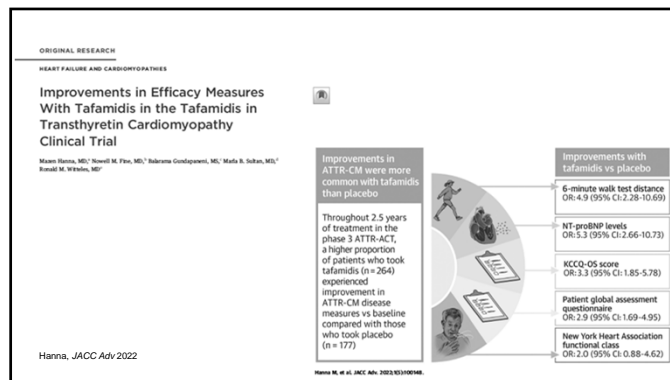 ORIGINAL RESEARCH
HEART FAILURE AND CARDIOMYOPATHIES
Improvements in Efficacy Measures
With Tafamidis in the Tafamidis in
Transthyretin Cardiomyopathy
Clinical Trial
Mazen Hanna, MD,a Nowell M. Fine, MD,b Balarama Gundapaneni, MS,c Marla B. Sultan, MD,d
Ronald M. Witteles, MDe
Hanna, JACC Adv 2022
Improvements in
ATTR-CM were more
common with tafamidis
than placebo
Throughout 2.5 years
of treatment in the
phase 3 ATTR-ACT,
a higher proportion
of patients who took
tafamidis (n=264)
experienced
improvement in
ATTR-CM disease
measures vs baseline
compared with those
who took placebo
(n = 177)
Improvements with
tafamidis vs placebo
6-minute walk test distance
OR: 4.9 (95% CI: 2.28-10.69)
NT-proBNP levels
OR: 5.3 (95% CI: 2.66-10.73)
KCCQ-OS score
OR: 3.3 (95% CI: 1.85-5.78)
Patient global assessment
questionnaire
OR: 2.9 (95% CI: 1.69-4.95)
New York Heart Association
functional class
OR: 2.0 (95% CI: 0.88-4.62)
Hanna M, et al. JACC Adv. 2022;1(5):100148.